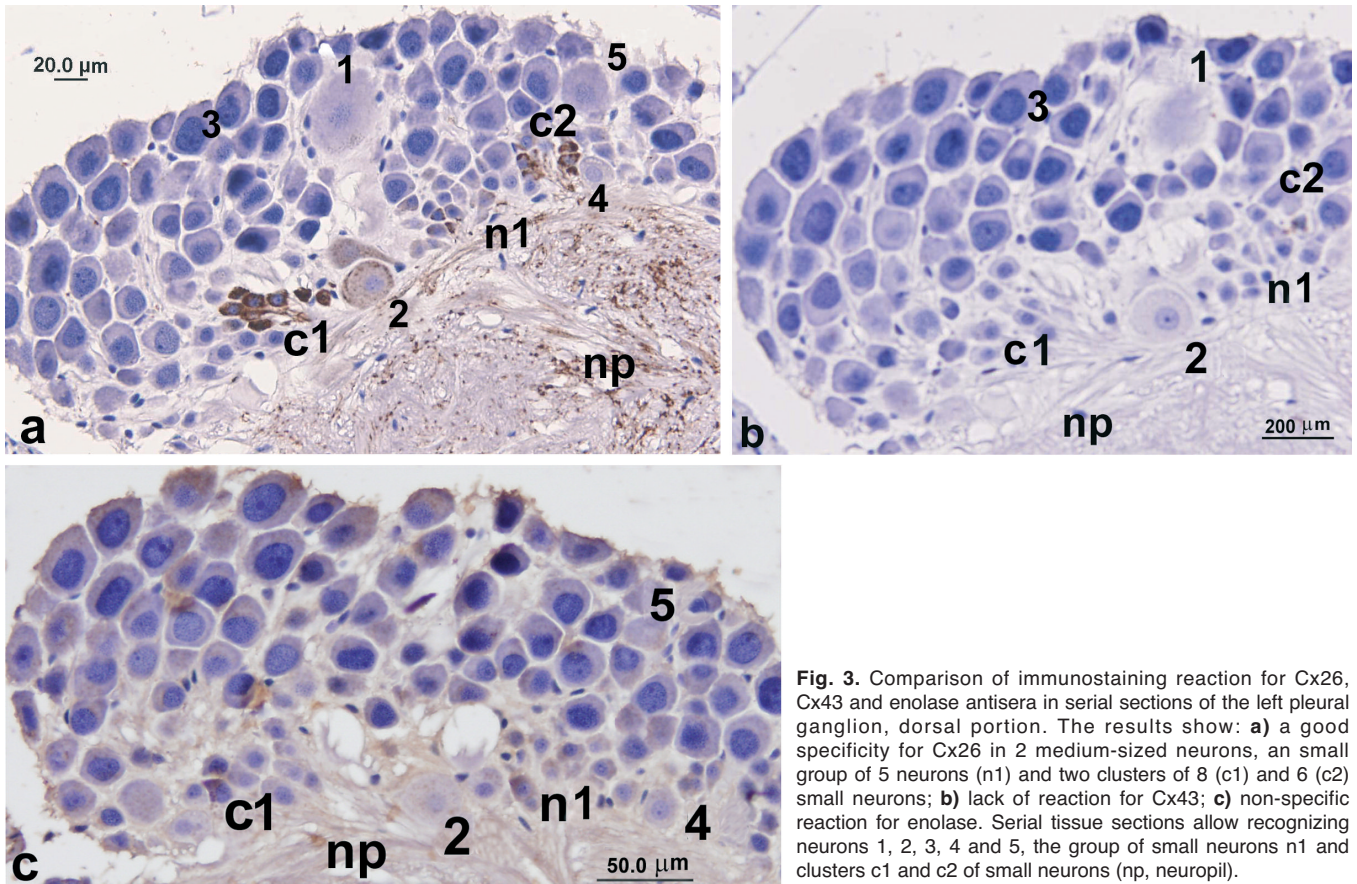 20.0 µm
1
5
3
c2
4
n1
2
c1
np
a
1
3
c2
n1
c1
2
np
b
200 µm
5
c1
n1
2
4
np
c
50.0 µm
Fig. 3. Comparison of immunostaining reaction for Cx26,
Cx43 and enolase antisera in serial sections of the left pleural
ganglion, dorsal portion. The results show: a) a good
specificity for Cx26 in 2 medium-sized neurons, an small
group of 5 neurons (n1) and two clusters of 8 (c1) and 6 (c2)
small neurons; b) lack of reaction for Cx43; c) non-specific
reaction for enolase. Serial tissue sections allow recognizing
neurons 1, 2, 3, 4 and 5, the group of small neurons n1 and
clusters c1 and c2 of small neurons (np, neuropil).